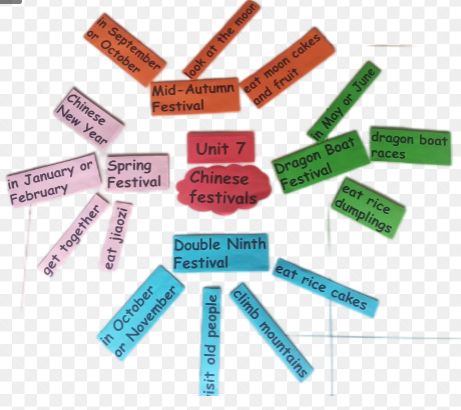 in September
or October
look at the moon
eat moon cakes
and fruit
Mid-Autumn
Festival
in May or June
Chinese
New Year
Unit 7
dragon boat
races
Dragon Boat
Festival
in January or
February
Spring
Festival
Chinese
festivals
eat rice
dumplings
get together
eat jiaozi
Double Ninth
Festival
eat rice cakes
in October
or November
isit old people
climb mountains